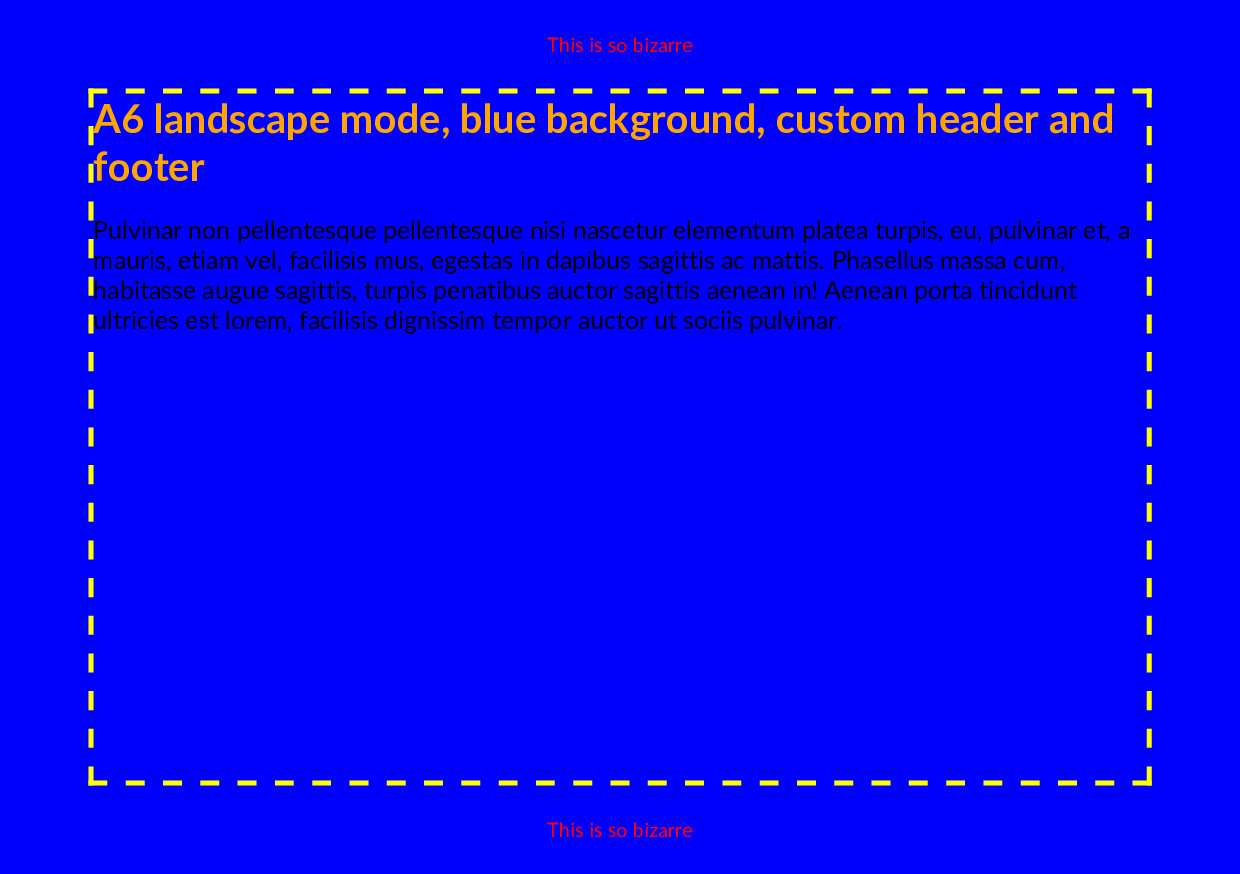 This is so bizarre
A6 landscape mode, blue background, custom header and
footer
Pulvinar non pellentesque pellentesque nisi nascetur elementum platea turpis, eu, pulvinar et, a
mauris, etiam vel, facilisis mus, egestas in dapibus sagittis ac mattis. Phasellus massa cum,
habitasse augue sagittis, turpis penatibus auctor sagittis aenean in! Aenean porta tincidunt
ultricies est lorem, facilisis dignissim tempor auctor ut sociis pulvinar.
This is so bizarre